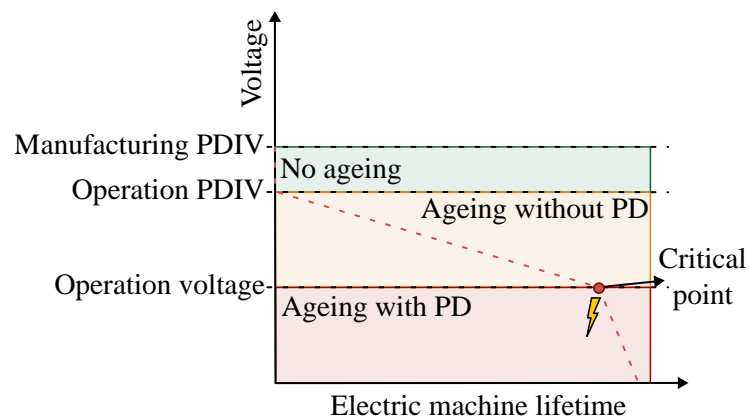 Voltage
Manufacturing PDIV
No ageing
Operation PDIV
Ageing without PD
Critical
point
Operation voltage
Ageing with PD
Electric machine lifetime